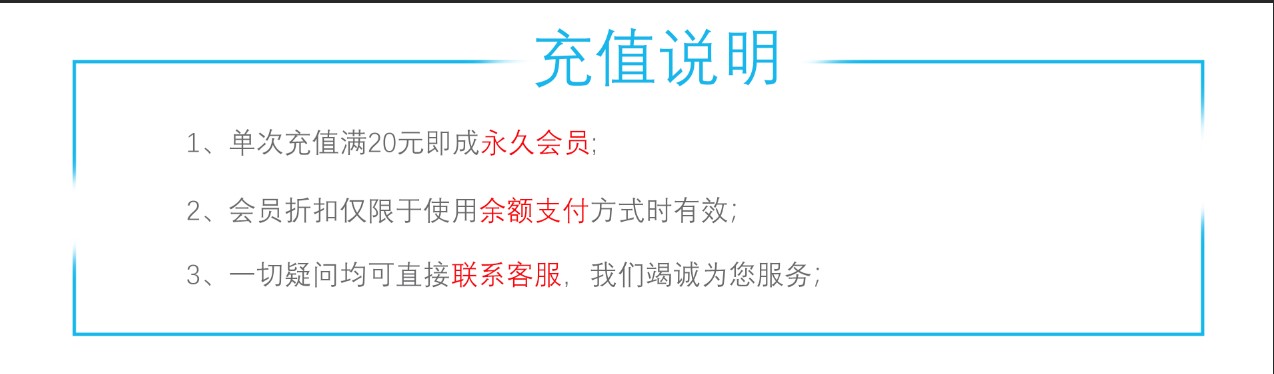 充值说明
1、单次充值满20元即成永久会员;
2、会员折扣仅限于使用余额支付方式时有效;
3、一切疑问均可直接联系客服，我们竭诚为您服务;